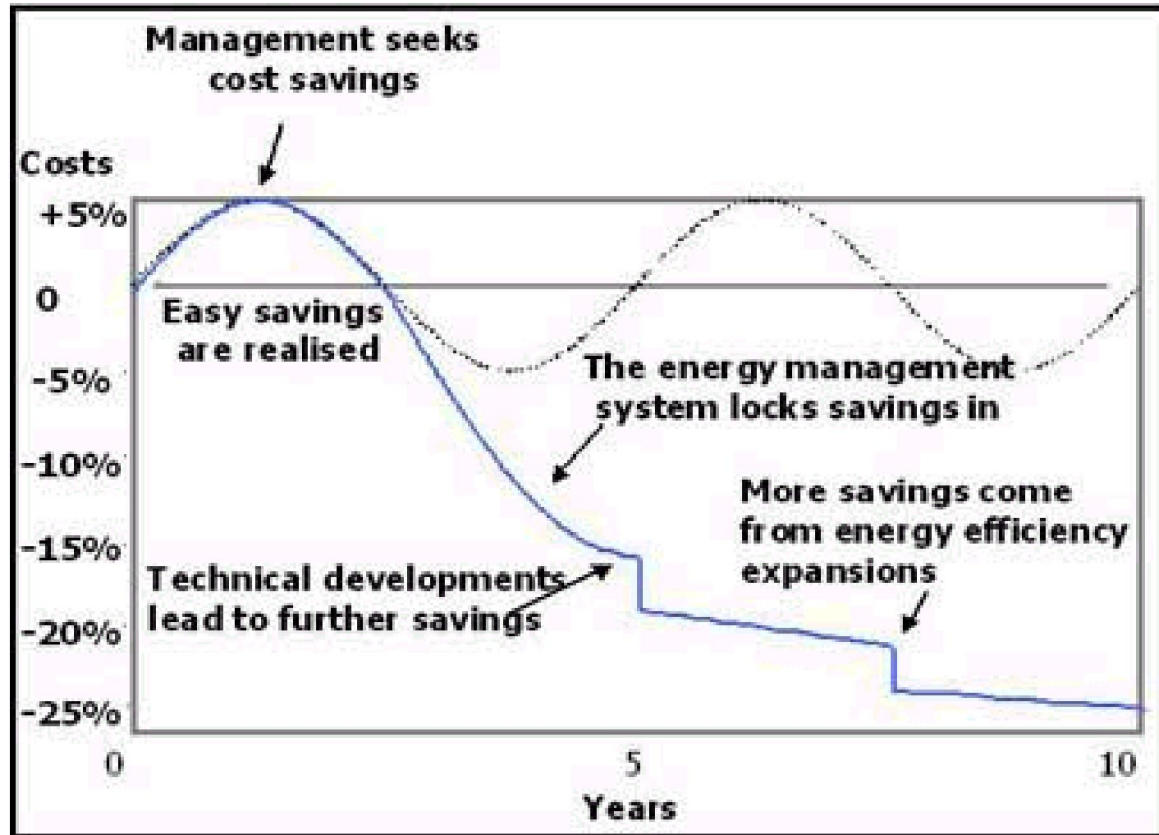 Management seeks
cost savings
Costs
+5%
0
Easy savings
are realised
-5%
The energy management
system locks savings in
-10%
More savings come
from energy efficiency
expansions
-15%
Technical developments
lead to further savings
-20%
-25%
0
5
10
Years